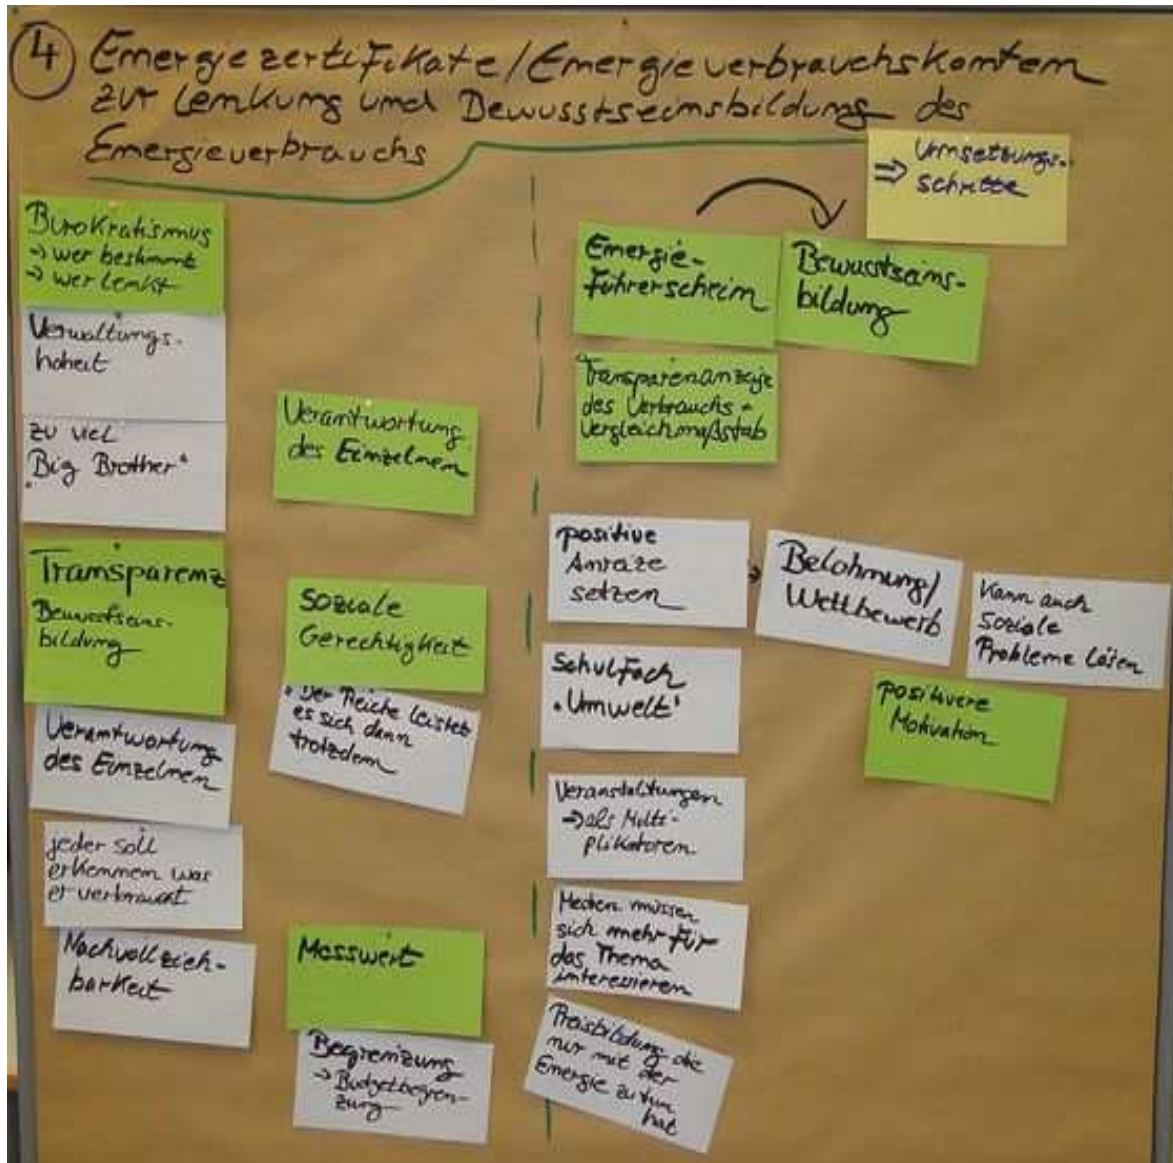 4 Energiezertifikate/Energieverbrauchskonten
zur Lenkung und Bewusstseinsbildung des
Energieverbrauchs
⇒ Umsetzungs-
schritte
Bürokratismus
→ wer bestimmt
→ wer lenkt
Verwaltungs-
hoheit
zu viel
"Big Brother"
Transparenz
Bewusstseins-
bildung
Verantwortung
des Einzelnen
jeder soll
erkennen was
er verbraucht
Nachvollzieh-
barkeit
Verantwortung
des Einzelnen
Soziale
Gerechtigkeit
"Der Reiche leistet
es sich dann
trotzdem
Messwert
Begrenzung
→ Budgetbegren-
zung
Energie-
führerschein
Bewusstseins-
bildung
Transparenanzeige
des Verbrauchs-
vergleichmaßstab
positive
Anraize
setzen
→ Belohnung/
Wettbewerb
Kann auch
soziale
Probleme lösen
positivere
Motivation
Schulfach
"Umwelt"
Veranstaltungen
→ als Multi-
plikatoren
Medien müssen
sich mehr für
das Thema
interessieren
Preisbildung die
nur mit der
Energie zu tun
hat